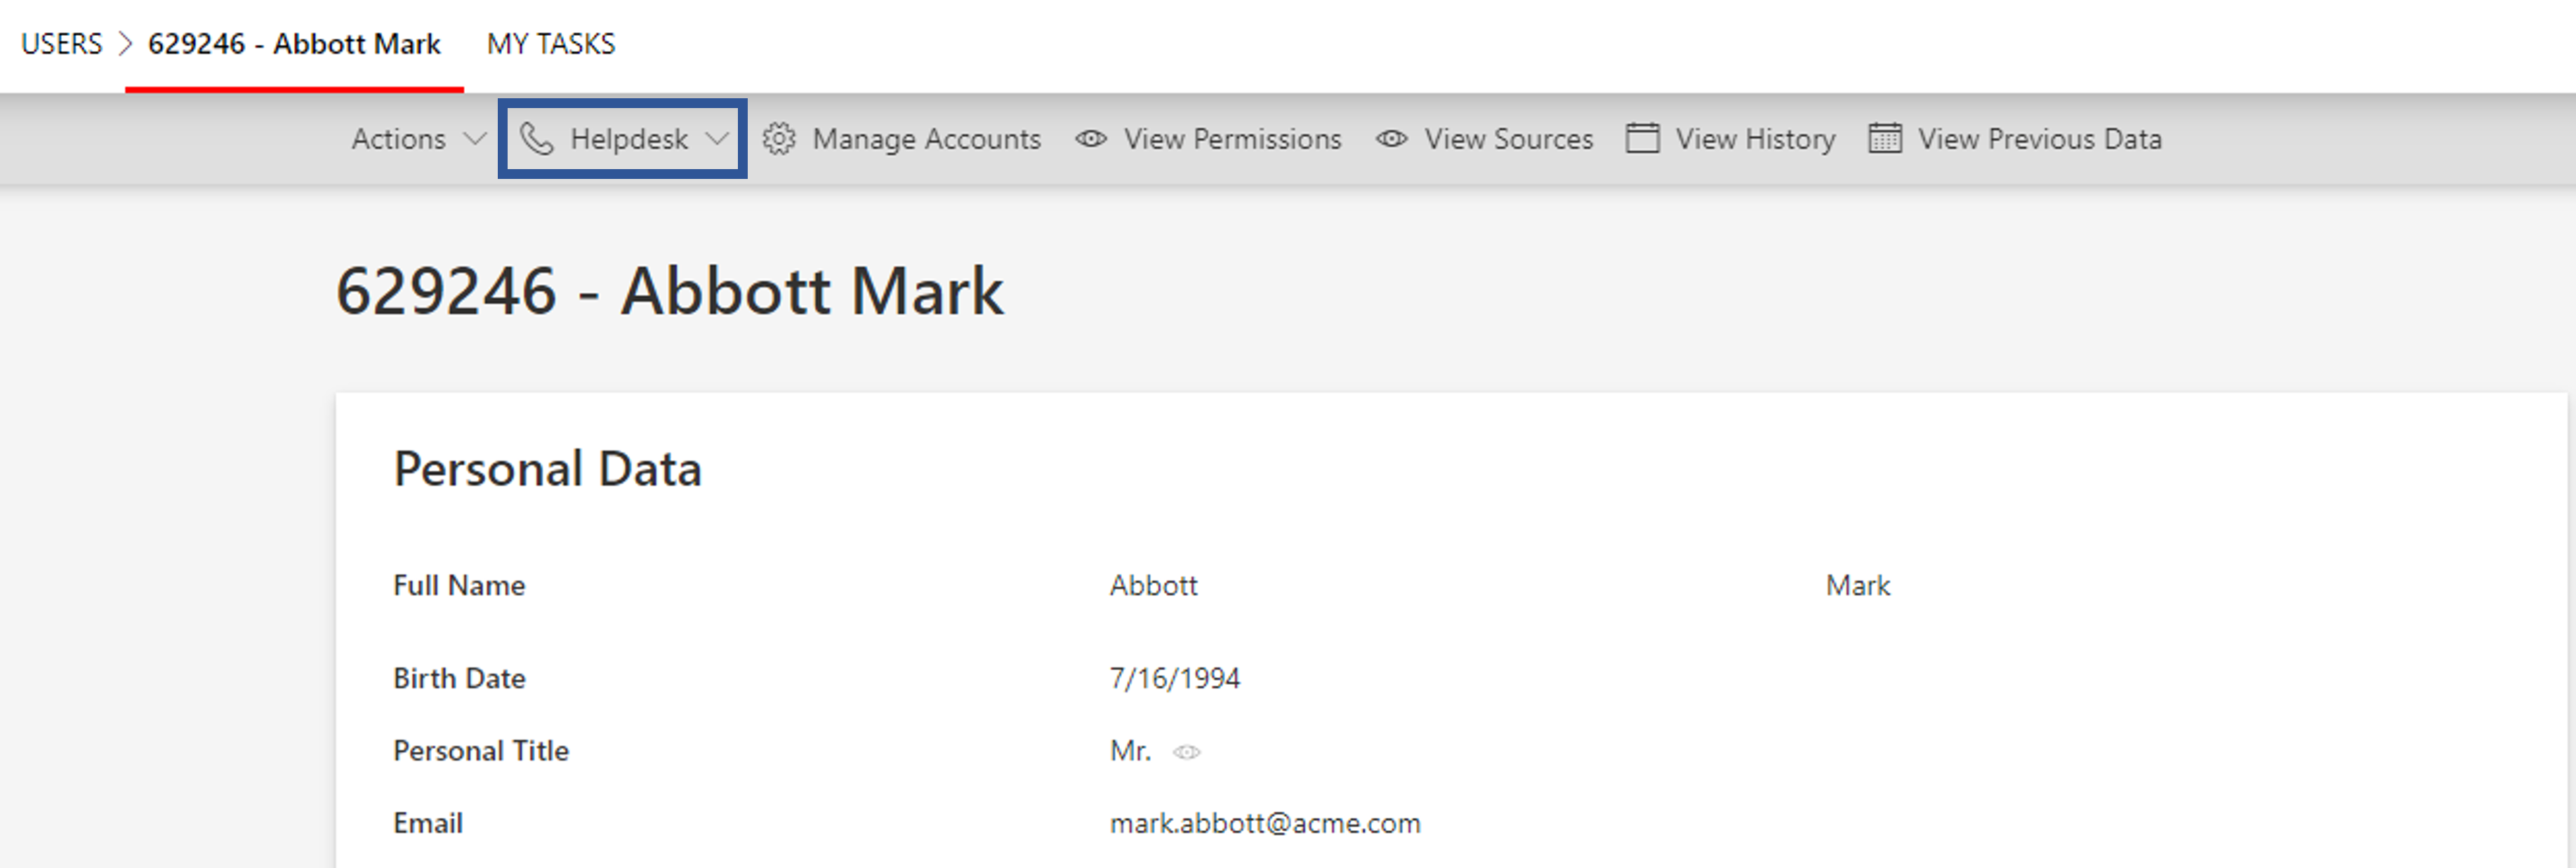 USERS 629246 - Abbott Mark MY TASKS
Actions Helpdesk Manage Accounts View Permissions View Sources View History View Previous Data
629246 - Abbott Mark
Personal Data
Full Name Abbott Mark
Birth Date 7/16/1994
Personal Title Mr.
Email mark.abbott@acme.com